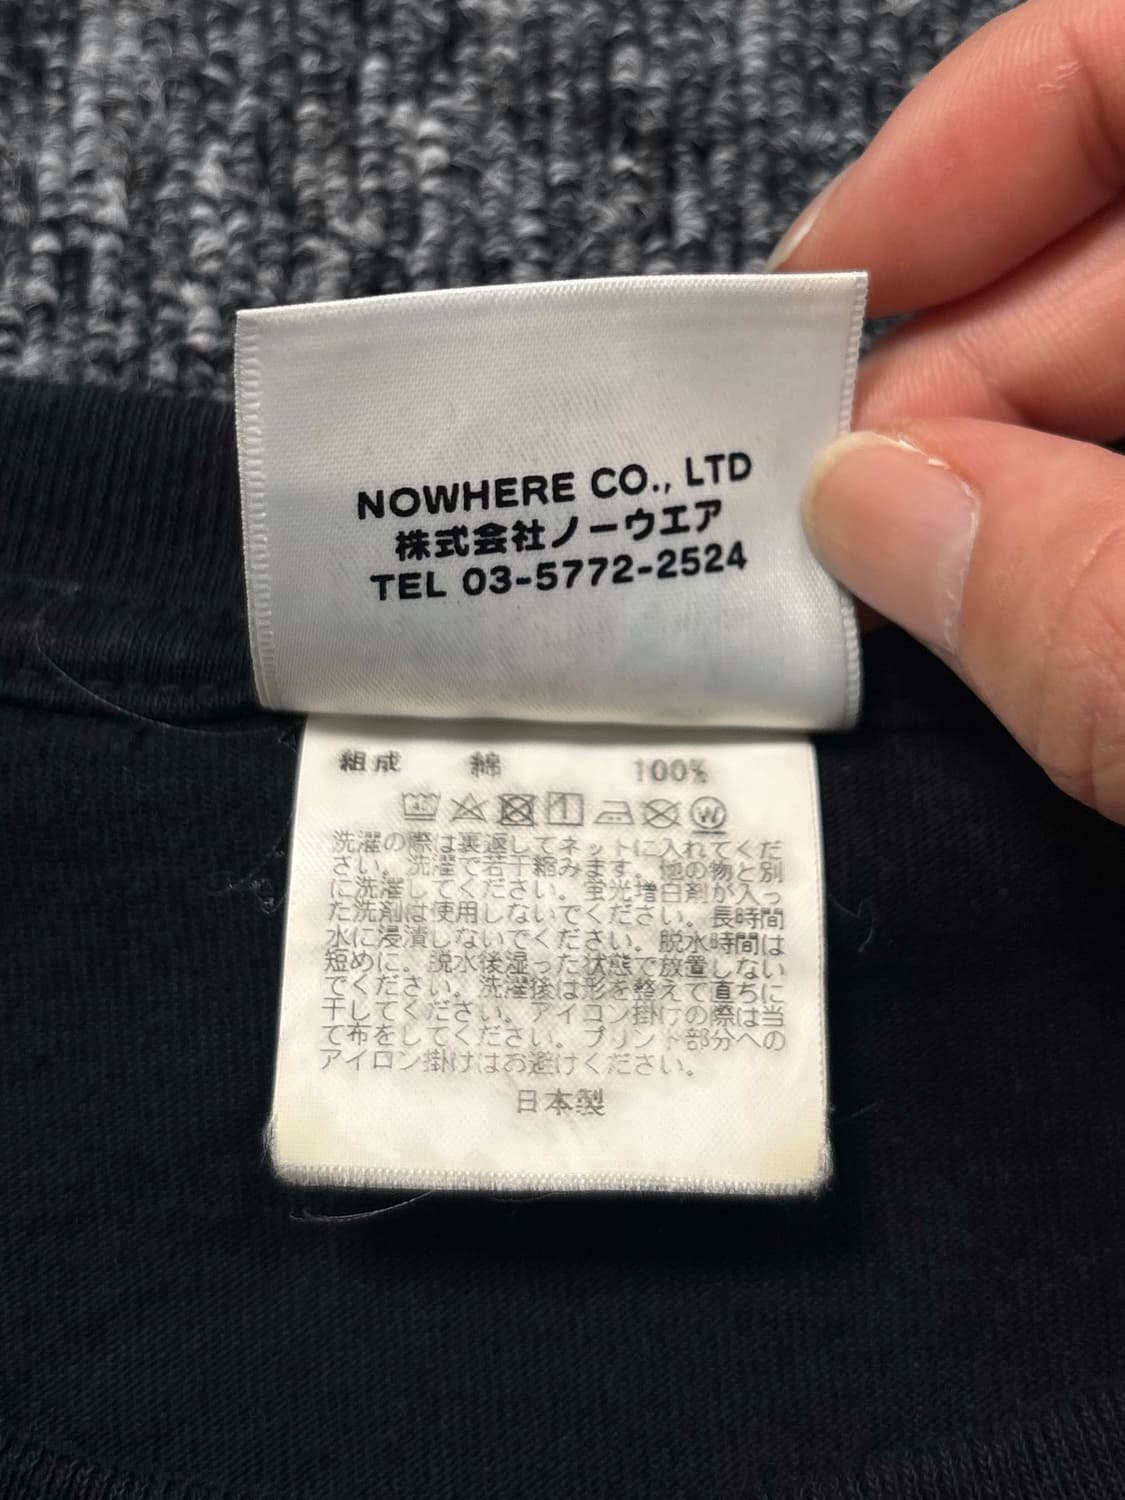 NOWHERE CO., LTD
株式会社ノーウエア
TEL 03-5772-2524
組成 綿 100%
洗濯の際は裏返してネットに入れてくだ
さい。洗濯で若干縮みます。他の物と別
に洗濯してください。蛍光増白剤が入っ
た洗剤は使用しないでください。長時間
水に浸漬しないでください。脱水時間は
短めに。脱水後湿った状態で放置しない
でください。洗濯後は形を整えて直ちに
干してください。アイロン掛けの際は当
て布をしてください。プリント部分への
アイロン掛けはお避けください。
日本製